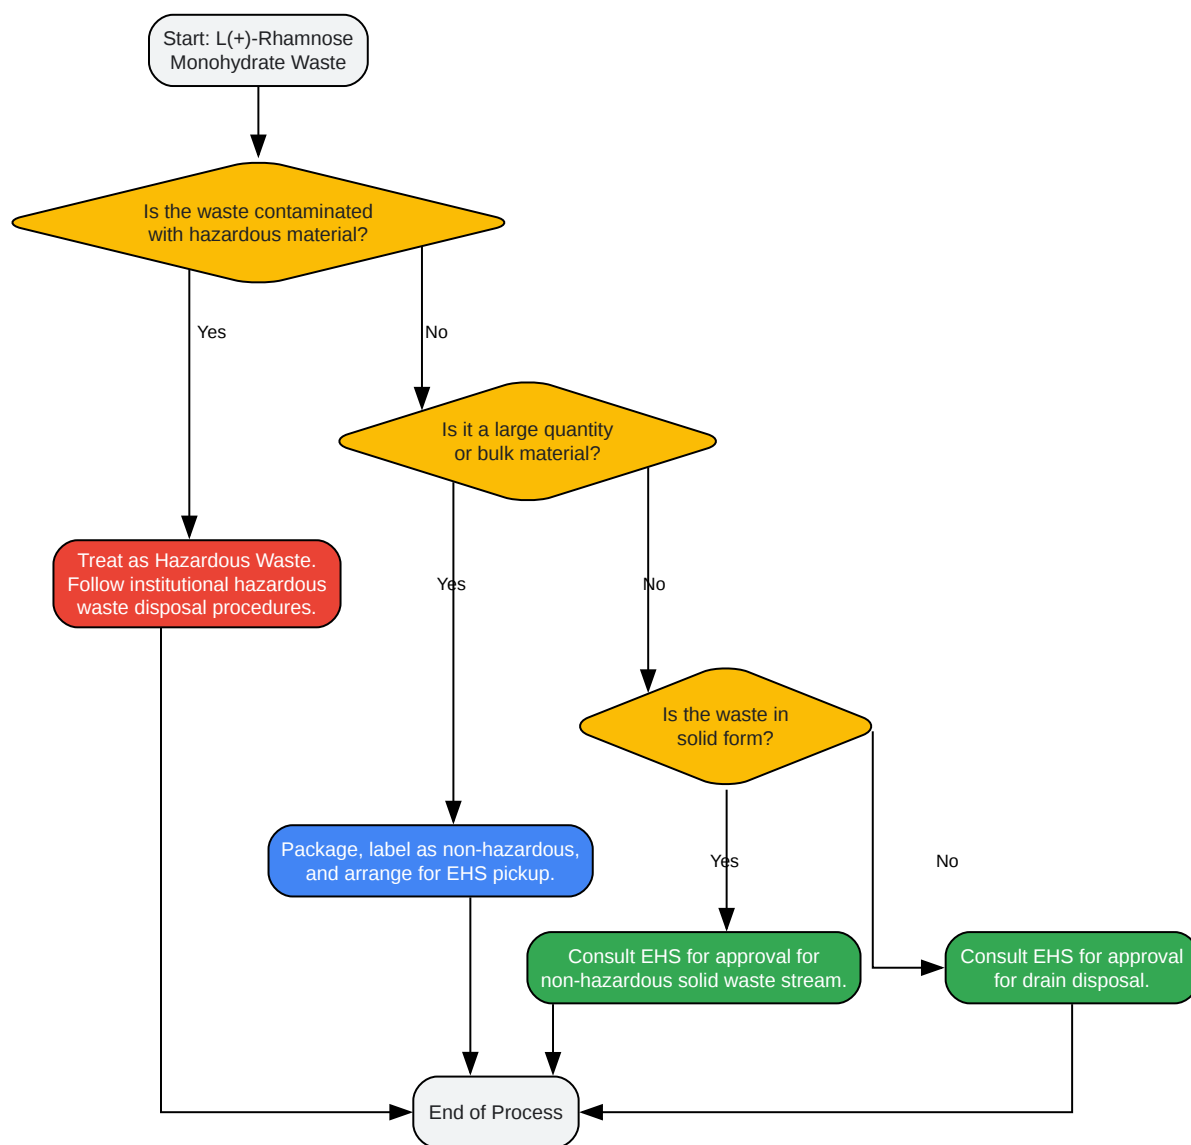 Start: L(+)-Rhamnose
Monohydrate Waste
Is the waste contaminated
with hazardous material?
Yes
No
Is it a large quantity
or bulk material?
Treat as Hazardous Waste.
Follow institutional hazardous
waste disposal procedures.
Yes
No
Is the waste in
solid form?
Package, label as non-hazardous,
and arrange for EHS pickup.
Yes
No
Consult EHS for approval for
non-hazardous solid waste stream.
Consult EHS for approval
for drain disposal.
End of Process